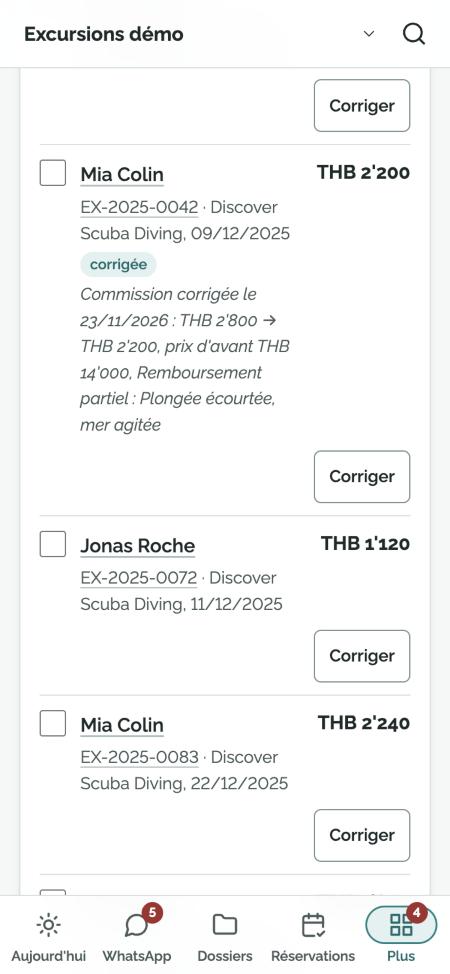 Excursions démo
Corriger
Mia Colin
THB 2'200
EX-2025-0042 · Discover
Scuba Diving, 09/12/2025
corrigée
Commission corrigée le
23/11/2026 : THB 2'800 →
THB 2'200, prix d'avant THB
14'000, Remboursement
partiel : Plongée écourtée,
mer agitée
Corriger
Jonas Roche
THB 1'120
EX-2025-0072 · Discover
Scuba Diving, 11/12/2025
Corriger
Mia Colin
THB 2'240
EX-2025-0083 · Discover
Scuba Diving, 22/12/2025
Corriger
5
4
Aujourd'hui
WhatsApp
Dossiers
Réservations
Plus